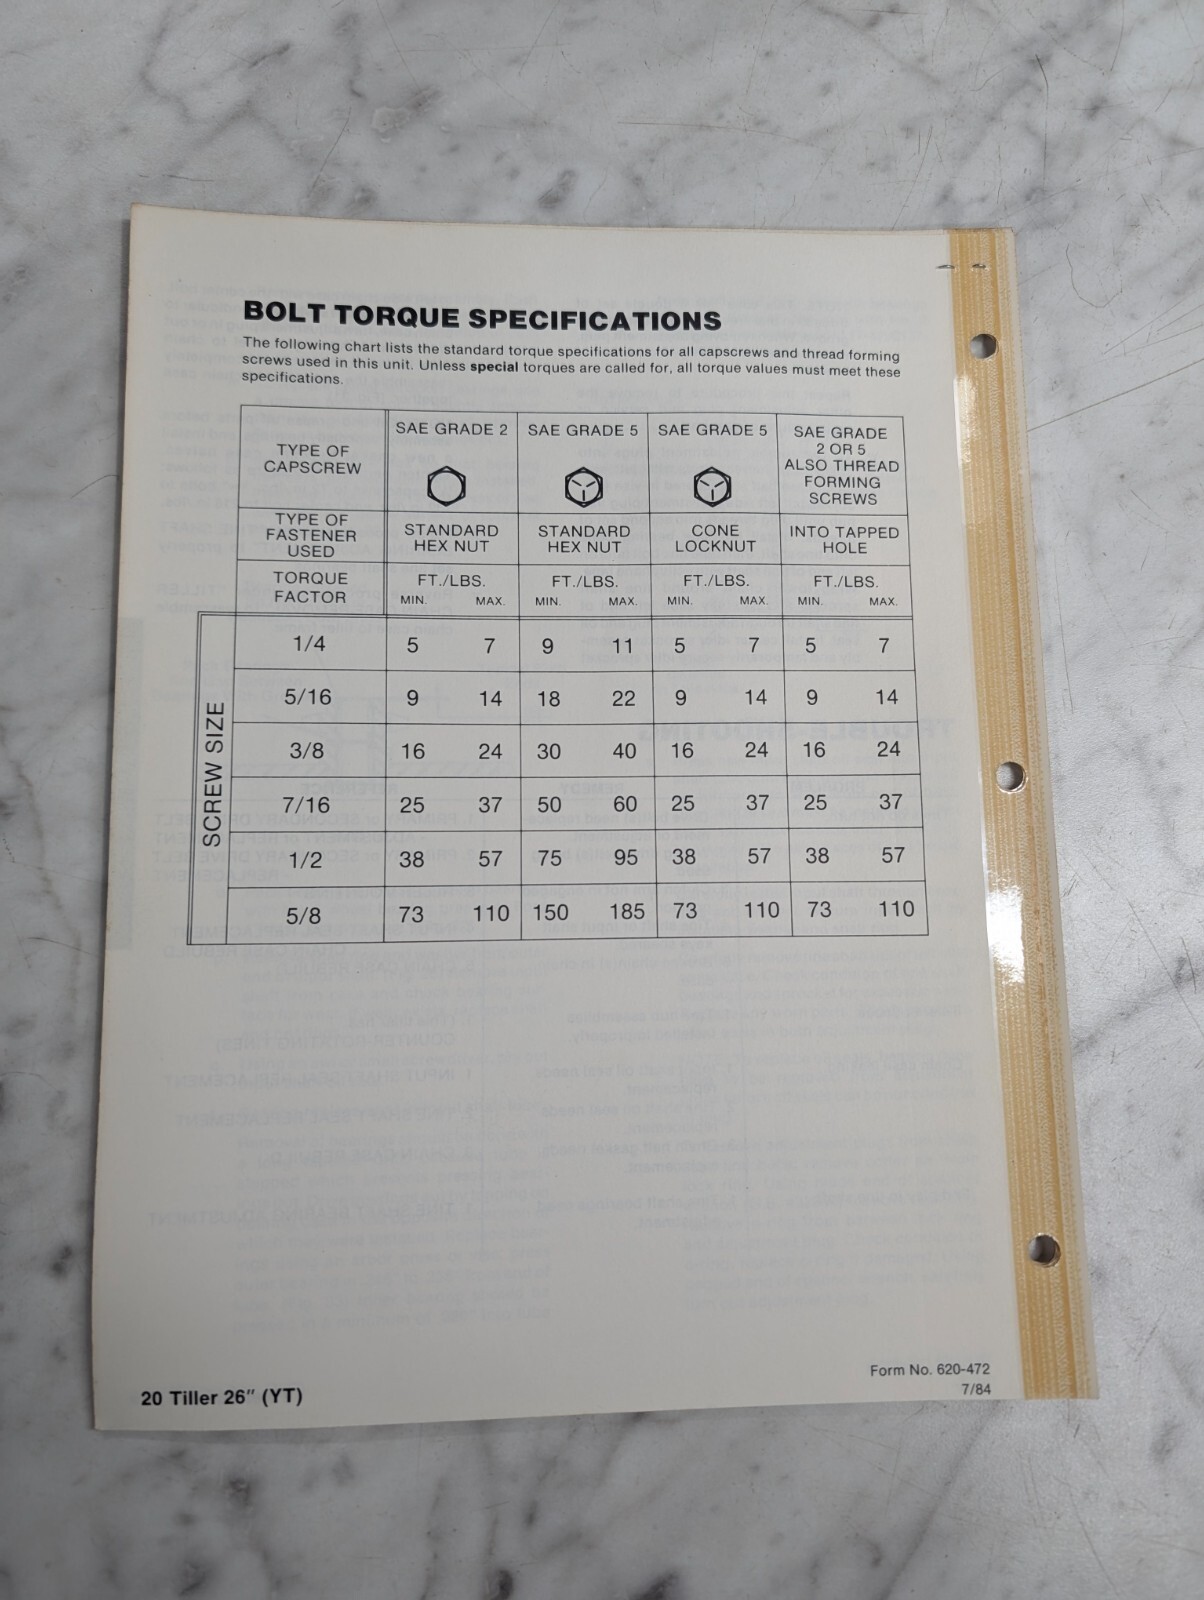 BOLT TORQUE SPECIFICATIONS
The following chart lists the standard torque specifications for all capscrews and thread forming
screws used in this unit. Unless special torques are called for, all torque values must meet these
specifications.
TYPE OF
CAPSCREW
SAE GRADE 2
SAE GRADE 5
SAE GRADE 5
SAE GRADE
2 OR 5
ALSO THREAD
FORMING
SCREWS
TYPE OF
FASTENER
USED
STANDARD
HEX NUT
STANDARD
HEX NUT
CONE
LOCKNUT
INTO TAPPED
HOLE
TORQUE
FACTOR
FT./LBS.
MIN. MAX.
FT./LBS.
MIN. MAX.
FT./LBS.
MIN. MAX.
FT./LBS.
MIN. MAX.
SCREW SIZE
1/4 5 7 9 11 5 7 5 7
5/16 9 14 18 22 9 14 9 14
3/8 16 24 30 40 16 24 16 24
7/16 25 37 50 60 25 37 25 37
1/2 38 57 75 95 38 57 38 57
5/8 73 110 150 185 73 110 73 110
Form No. 620-472
7/84
20 Tiller 26" (YT)